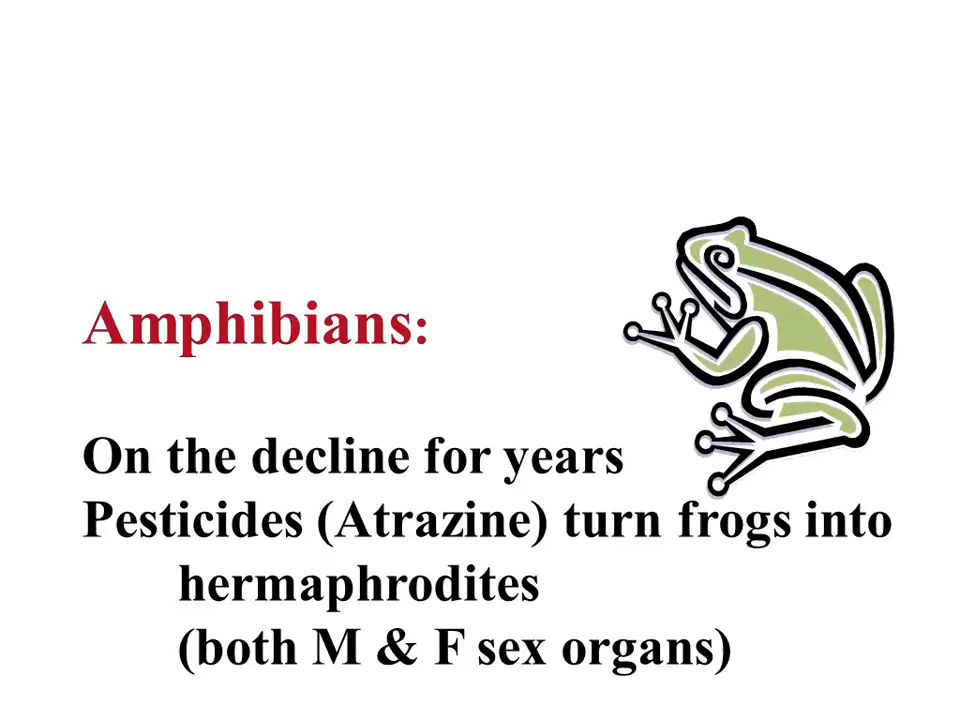 Amphibians:
On the decline for years
Pesticides (Atrazine) turn frogs into
hermaphrodites
(both M & F sex organs)